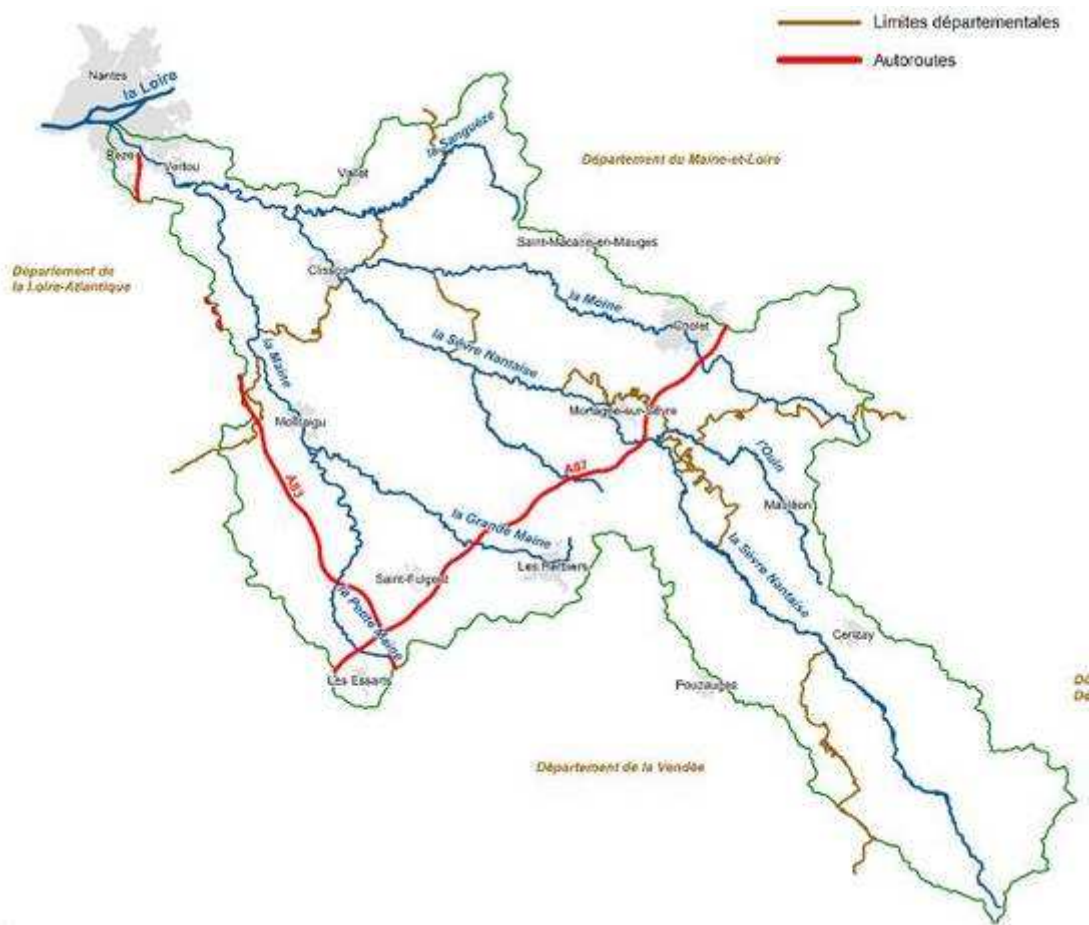 Limites départementales
Autoroutes
Nantes
la Loire
Rezé
Vertou
Vallet
la Sanguèze
Département du Maine-et-Loire
Saint-Macaire-en-Mauges
Département de
la Loire-Atlantique
Clisson
la Moine
Cholet
la Maine
la Sèvre Nantaise
Mortagne-sur-Sèvre
Montaigu
l'Ouin
A83
A87
Mauléon
la Grande Maine
la Sèvre Nantaise
Les Herbiers
Saint-Fulgent
la Petite Maine
Cerizay
Les Essarts
Pouzauges
Département de la Vendée